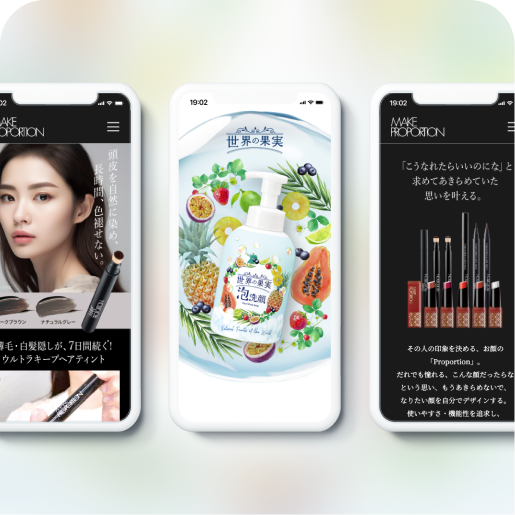 02
MAKE
PROPORTION
頭皮を自然に染め、
長時間、色褪せない。
ークブラウン
ナチュラルグレー
薄毛・白髪隠しが、7日間続く!
ウルトラキープヘアティント
19:02
世界の果実
世界の果実
泡洗顔
Natural Fruits of the World
19:02
MAKE
PROPORTION
「こうなれたらいいのにな」と
求めてあきらめていた
思いを叶える。
その人の印象を決める、お顔の
「Proportion」。
だれでも憧れる、こんな顔だったらな
という思い、もうあきらめないで、
なりたい顔を自分でデザインする。
使いやすさ・機能性を追求し、